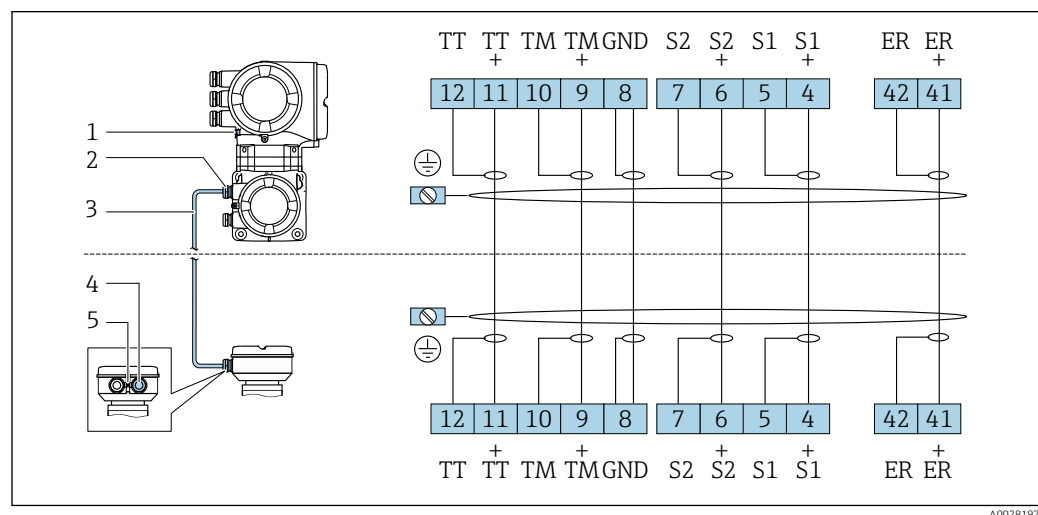 TT TT TM TM GND S2 S2 S1 S1 ER ER
+ + + + +
12 11 10 9 8 7 6 5 4 42 41
1
2
3
4
5
12 11 10 9 8 7 6 5 4 42 41
+ + + + +
TT TT TM TM GND S2 S2 S1 S1 ER ER
A0028197